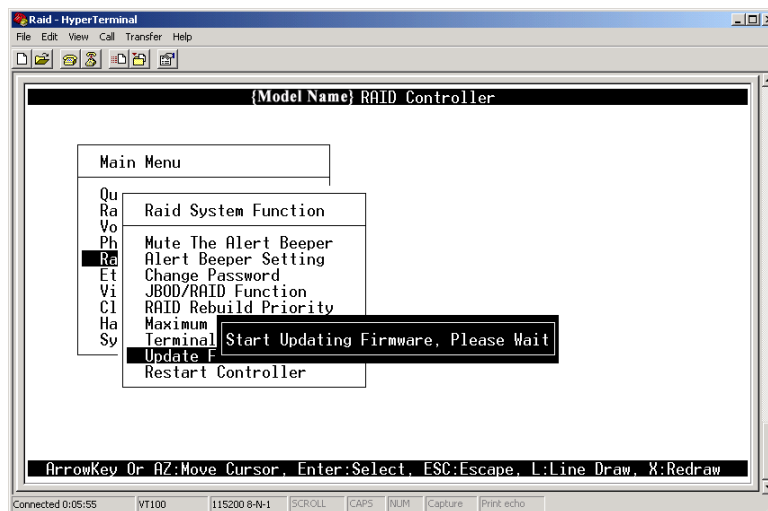 Raid - HyperTerminal
File Edit View Call Transfer Help
{Model Name} RAID Controller
Main Menu
Qu
Ra
Vo
Ph
Ra
Et
Vi
Cl
Ha
Sy
Raid System Function
Mute The Alert Beeper
Alert Beeper Setting
Change Password
JBOD/RAID Function
RAID Rebuild Priority
Maximum
Terminal
Update F
Restart Controller
Start Updating Firmware, Please Wait
ArrowKey Or AZ:Move Cursor, Enter:Select, ESC:Escape, L:Line Draw, X:Redraw
Connected 0:05:55 VT100 115200 8-N-1 SCROLL CAPS NUM Capture Print echo